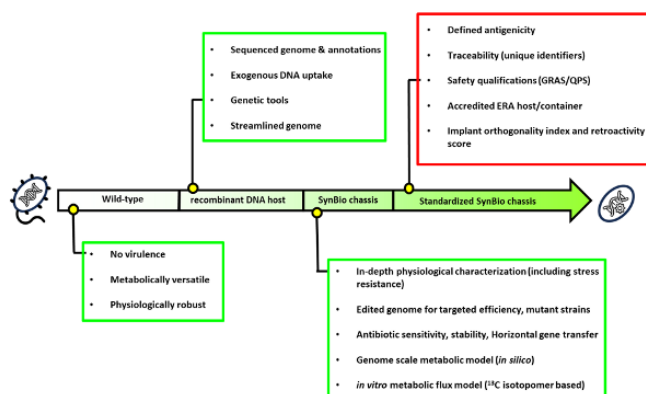 Sequenced genome & annotations
Exogenous DNA uptake
Genetic tools
Streamlined genome
Defined antigenicity
Traceability (unique identifiers)
Safety qualifications (GRAS/QPS)
Accredited ERA host/container
Implant orthogonality index and retroactivity
score
Wild-type
recombinant DNA host
SynBio chassis
Standardized SynBio chassis
No virulence
Metabolically versatile
Physiologically robust
In-depth physiological characterization (including stress
resistance)
Edited genome for targeted efficiency, mutant strains
Antibiotic sensitivity, stability, Horizontal gene transfer
Genome scale metabolic model (in silico)
in vitro metabolic flux model (¹³C isotopomer based)